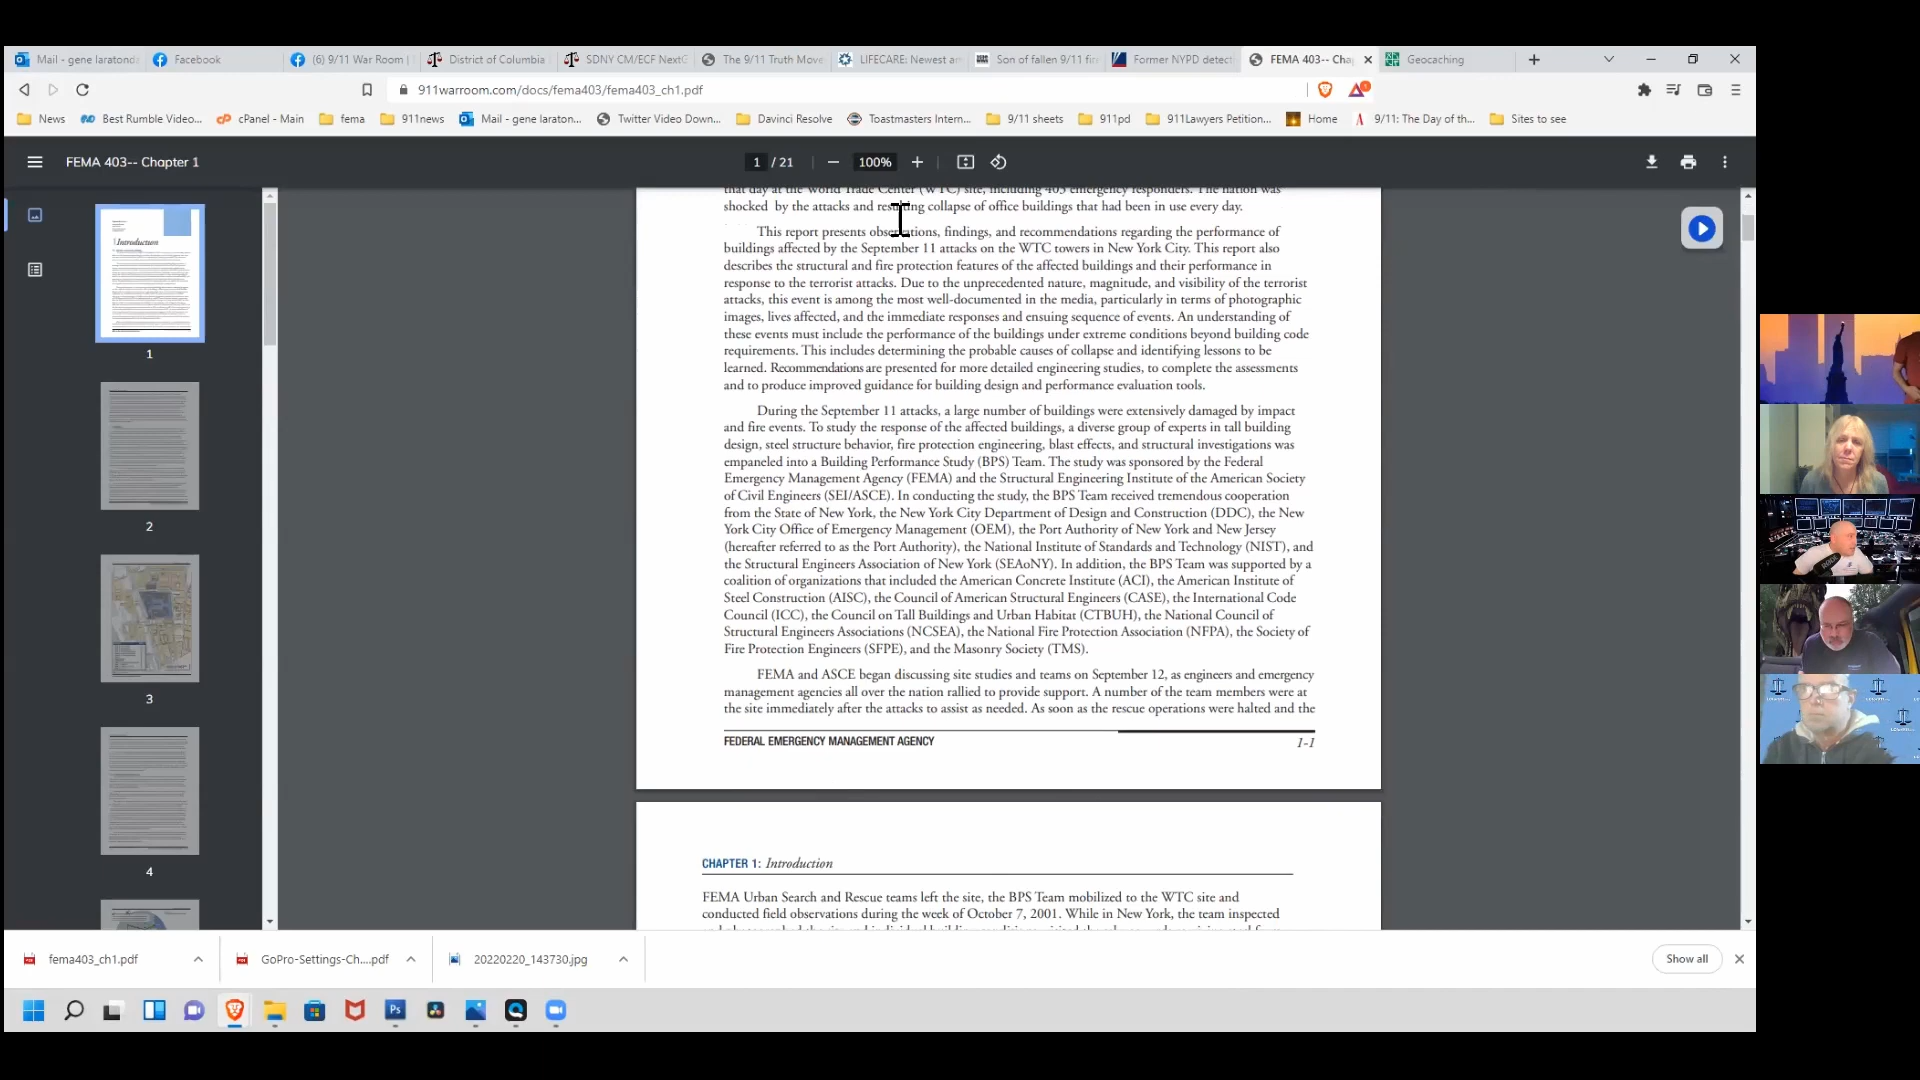 Mail - gene laratond
Facebook
(6) 9/11 War Room |
District of Columbia
SDNY CM/ECF NextG
The 9/11 Truth Move
LIFECARE: Newest am
Son of fallen 9/11 fir
Former NYPD detecti
FEMA 403-- Chap
Geocaching
911warroom.com/docs/fema403/fema403_ch1.pdf
News
Best Rumble Video...
cPanel - Main
fema
911news
Mail - gene laraton...
Twitter Video Down...
Davinci Resolve
Toastmasters Intern...
9/11 sheets
911pd
911Lawyers Petition...
Home
9/11: The Day of th...
Sites to see
FEMA 403-- Chapter 1
1 / 21
100%
1 Introduction
1
2
3
4
that day at the World Trade Center (WTC) site, including 403 emergency responders. The nation was
shocked by the attacks and resulting collapse of office buildings that had been in use every day.
This report presents observations, findings, and recommendations regarding the performance of
buildings affected by the September 11 attacks on the WTC towers in New York City. This report also
describes the structural and fire protection features of the affected buildings and their performance in
response to the terrorist attacks. Due to the unprecedented nature, magnitude, and visibility of the terrorist
attacks, this event is among the most well-documented in the media, particularly in terms of photographic
images, lives affected, and the immediate responses and ensuing sequence of events. An understanding of
these events must include the performance of the buildings under extreme conditions beyond building code
requirements. This includes determining the probable causes of collapse and identifying lessons to be
learned. Recommendations are presented for more detailed engineering studies, to complete the assessments
and to produce improved guidance for building design and performance evaluation tools.
During the September 11 attacks, a large number of buildings were extensively damaged by impact
and fire events. To study the response of the affected buildings, a diverse group of experts in tall building
design, steel structure behavior, fire protection engineering, blast effects, and structural investigations was
empaneled into a Building Performance Study (BPS) Team. The study was sponsored by the Federal
Emergency Management Agency (FEMA) and the Structural Engineering Institute of the American Society
of Civil Engineers (SEI/ASCE). In conducting the study, the BPS Team received tremendous cooperation
from the State of New York, the New York City Department of Design and Construction (DDC), the New
York City Office of Emergency Management (OEM), the Port Authority of New York and New Jersey
(hereafter referred to as the Port Authority), the National Institute of Standards and Technology (NIST), and
the Structural Engineers Association of New York (SEAoNY). In addition, the BPS Team was supported by a
coalition of organizations that included the American Concrete Institute (ACI), the American Institute of
Steel Construction (AISC), the Council of American Structural Engineers (CASE), the International Code
Council (ICC), the Council on Tall Buildings and Urban Habitat (CTBUH), the National Council of
Structural Engineers Associations (NCSEA), the National Fire Protection Association (NFPA), the Society of
Fire Protection Engineers (SFPE), and the Masonry Society (TMS).
FEMA and ASCE began discussing site studies and teams on September 12, as engineers and emergency
management agencies all over the nation rallied to provide support. A number of the team members were at
the site immediately after the attacks to assist as needed. As soon as the rescue operations were halted and the
FEDERAL EMERGENCY MANAGEMENT AGENCY
1-1
CHAPTER 1: Introduction
FEMA Urban Search and Rescue teams left the site, the BPS Team mobilized to the WTC site and
conducted field observations during the week of October 7, 2001. While in New York, the team inspected
fema403_ch1.pdf
GoPro-Settings-Ch....pdf
20220220_143730.jpg
Show all